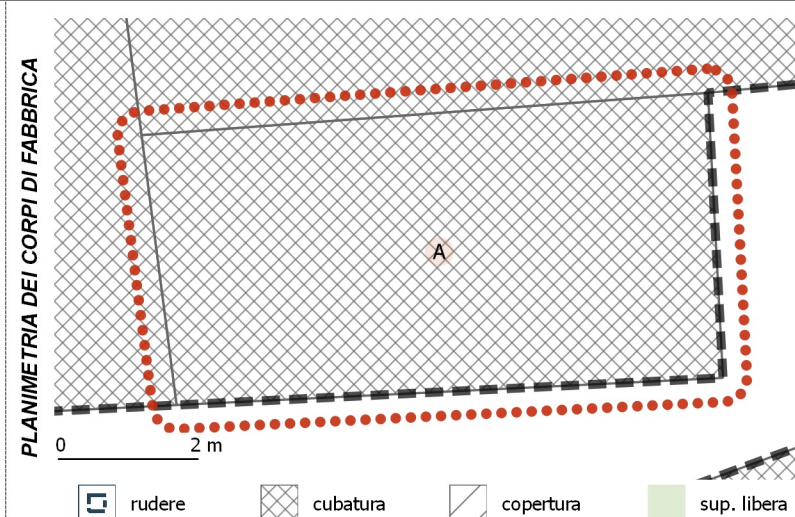 PLANIMETRIA DEI CORPI DI FABBRICA
A
0 2 m
rudere cubatura copertura sup. libera